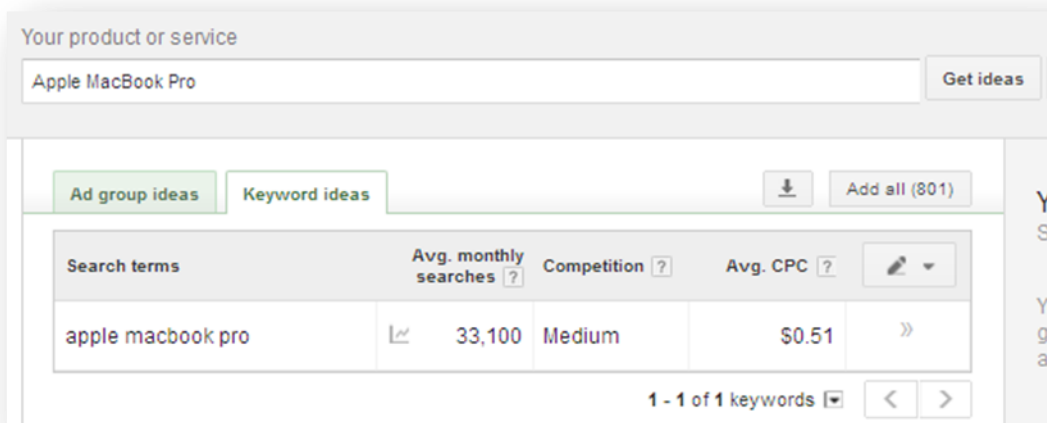 Your product or service
Apple MacBook Pro
Get ideas
Ad group ideas
Keyword ideas
Add all (801)
Search terms
Avg. monthly
searches ?
Competition ?
Avg. CPC ?
apple macbook pro
33,100
Medium
$0.51
»
1 - 1 of 1 keywords